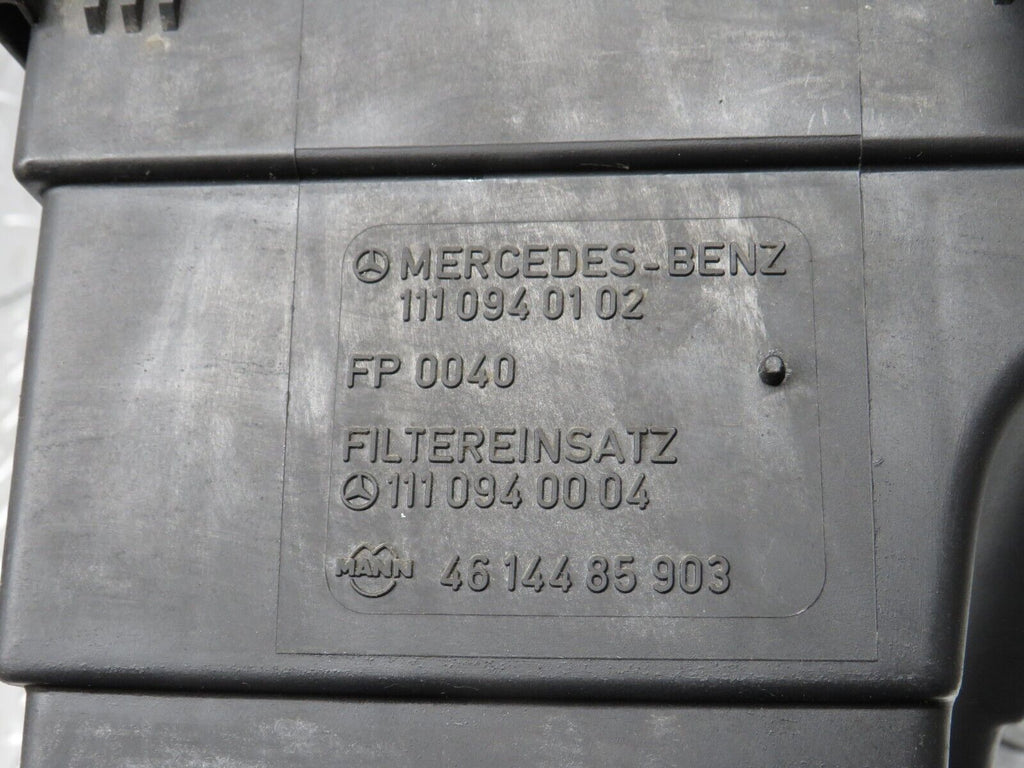 MERCEDES-BENZ
111 094 01 02
FP 0040
FILTEREINSATZ
111 094 00 04
MANN 46 144 85 903